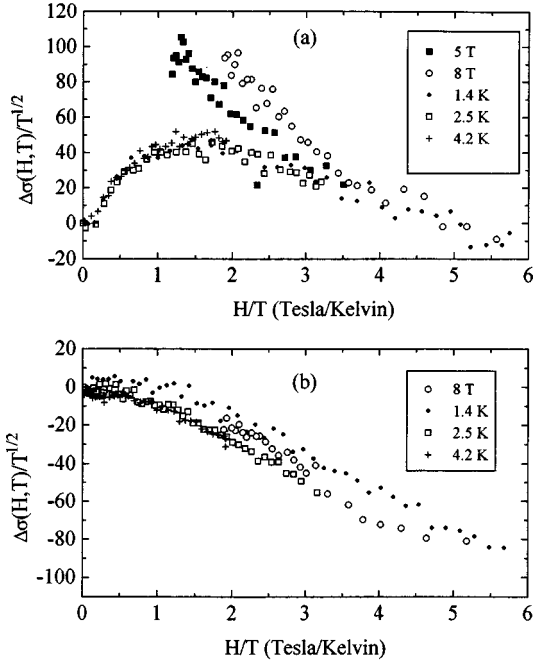 120
100
80
60
40
20
0
-20
Δσ(H,T)/T^1/2
(a)
5 T
8 T
1.4 K
2.5 K
4.2 K
0 1 2 3 4 5 6
H/T (Tesla/Kelvin)
20
0
-20
-40
-60
-80
-100
Δσ(H,T)/T^1/2
(b)
8 T
1.4 K
2.5 K
4.2 K
0 1 2 3 4 5 6
H/T (Tesla/Kelvin)